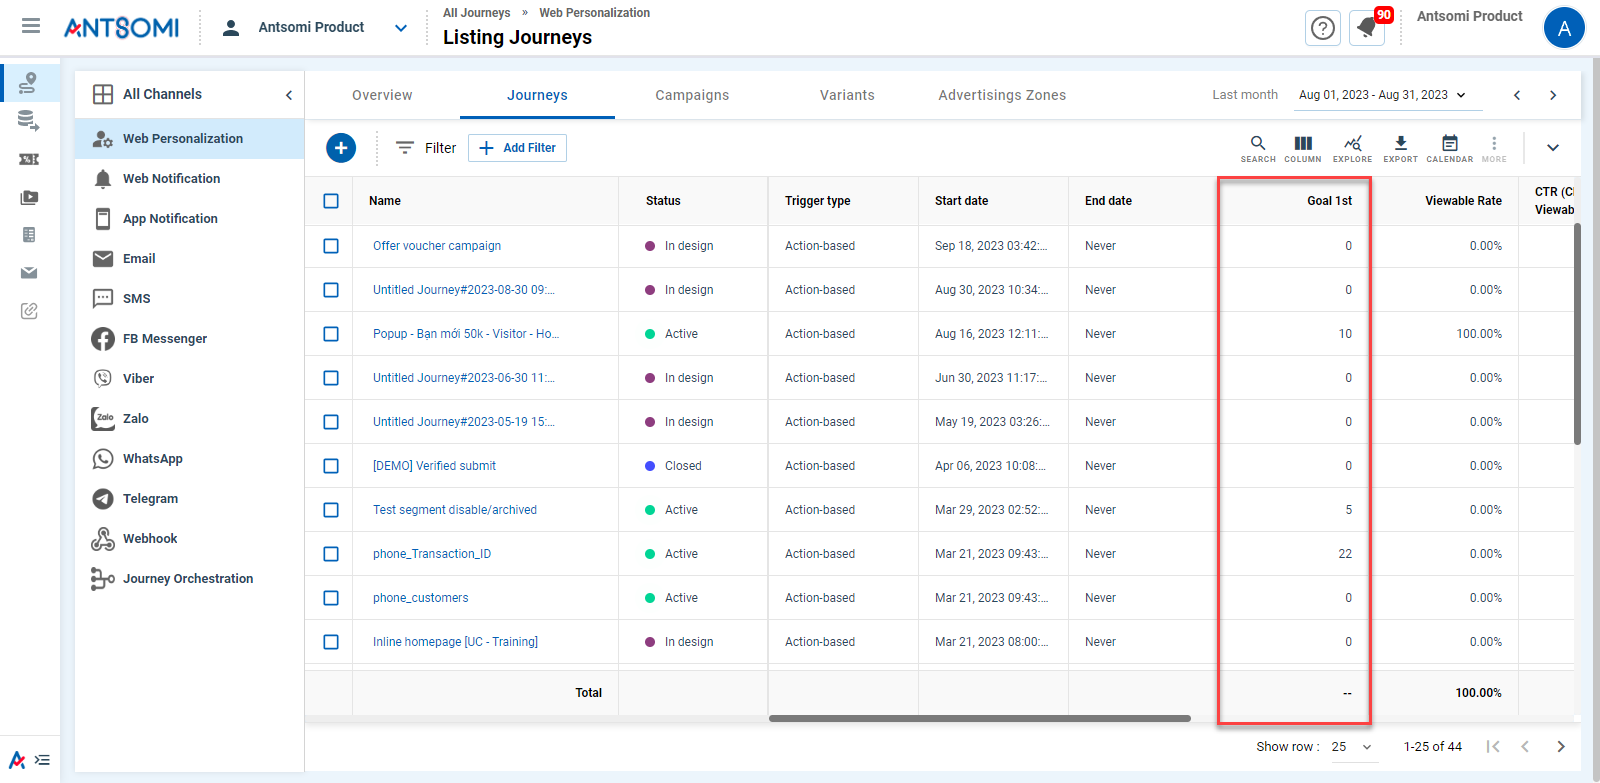 ANTSOMI
Antsomi Product
All Journeys » Web Personalization
Listing Journeys
90
Antsomi Product
A
All Channels
Web Personalization
Web Notification
App Notification
Email
SMS
FB Messenger
Viber
Zalo
Zalo
WhatsApp
Telegram
Webhook
Journey Orchestration
Overview
Journeys
Campaigns
Variants
Advertisings Zones
Last month
Aug 01, 2023 - Aug 31, 2023
Filter
Add Filter
SEARCH
COLUMN
EXPLORE
EXPORT
CALENDAR
MORE
Name Status Trigger type Start date End date Goal 1st Viewable Rate CTR (Cl
Viewab
Offer voucher campaign In design Action-based Sep 18, 2023 03:42:... Never 0 0.00%
Untitled Journey#2023-08-30 09:... In design Action-based Aug 30, 2023 10:34:... Never 0 0.00%
Popup - Bạn mới 50k - Visitor - Ho... Active Action-based Aug 16, 2023 12:11:... Never 10 100.00%
Untitled Journey#2023-06-30 11:... In design Action-based Jun 30, 2023 11:17:... Never 0 0.00%
Untitled Journey#2023-05-19 15:... In design Action-based May 19, 2023 03:26:... Never 0 0.00%
[DEMO] Verified submit Closed Action-based Apr 06, 2023 10:08:... Never 0 0.00%
Test segment disable/archived Active Action-based Mar 29, 2023 02:52:... Never 5 0.00%
phone_Transaction_ID Active Action-based Mar 21, 2023 09:43:... Never 22 0.00%
phone_customers Active Action-based Mar 21, 2023 09:43:... Never 0 0.00%
Inline homepage [UC - Training] In design Action-based Mar 21, 2023 08:00:... Never 0 0.00%
Total -- 100.00%
Show row : 25 1-25 of 44